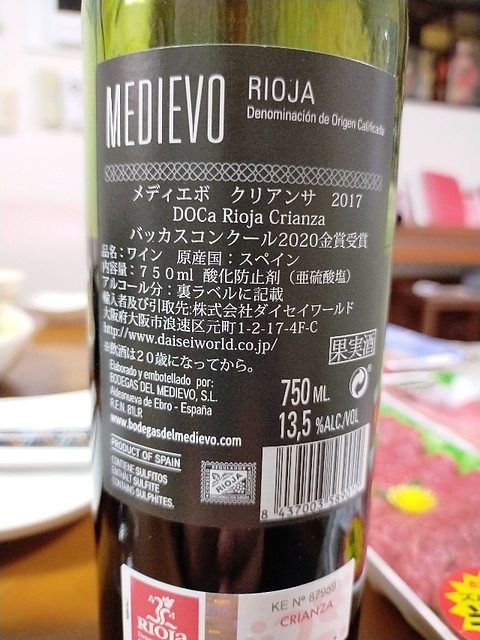 MEDIEVO
RIOJA
Denominación de Origen Calificada
メディエボ　クリアンサ　2017
DOCa Rioja Crianza
バッカスコンクール2020金賞受賞
品名：ワイン　原産国：スペイン
内容量：７５０ml 酸化防止剤（亜硫酸塩）
アルコール分：裏ラベルに記載
輸入者及び引取先:株式会社ダイセイワールド
大阪府大阪市浪速区元町1-2-17-4F-C
http://www.daiseiworld.co.jp/
※飲酒は２０歳になってから。
果実酒
Elaborado y embotellado por:
BODEGAS DEL MEDIEVO, S.L.
Aldeanueva de Ebro - España
R.E.N. 81LR
www.bodegasdelmedievo.com
750 ML.
13,5 %ALC/VOL
PRODUCT OF SPAIN
CONTIENE SULFITOS
ENTHÄLT SULFITE
CONTAINS SULPHITES.
RIOJA
8 437003
KE Nº
CRIANZA
RIOJA